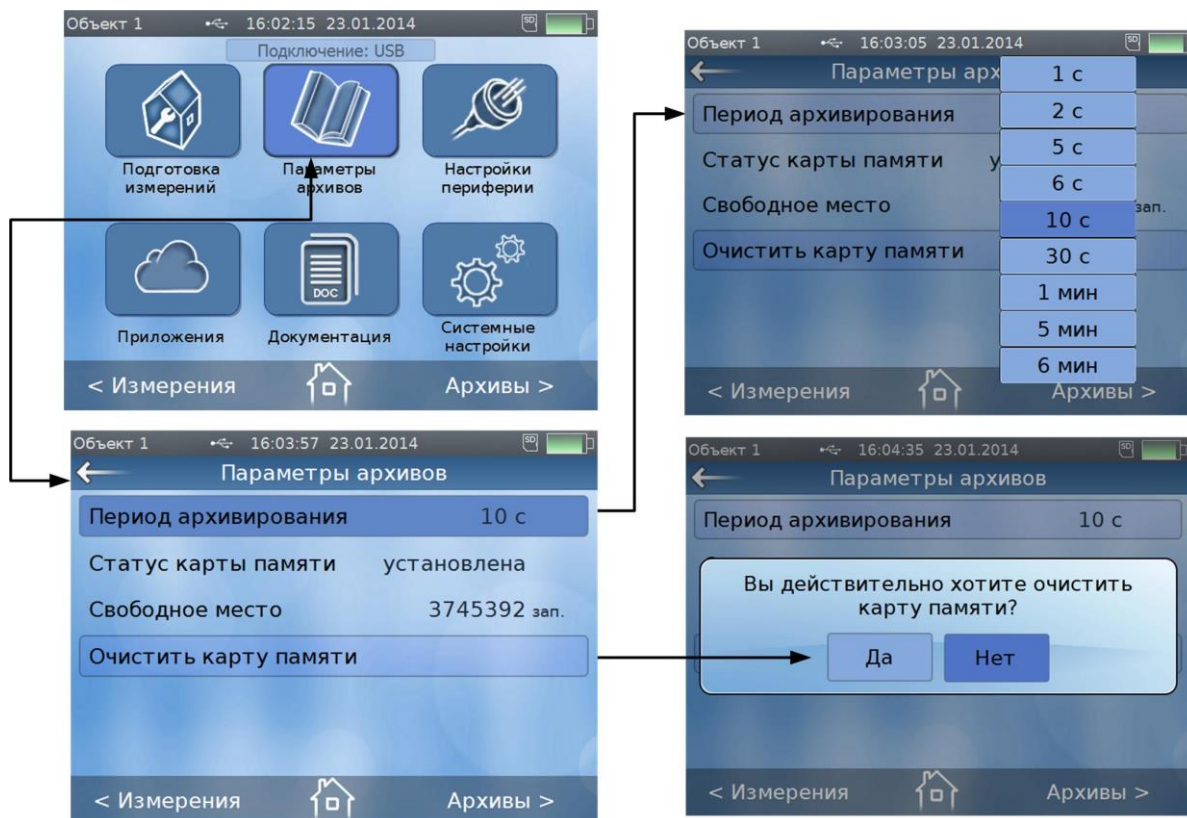 Объект 1 16:02:15 23.01.2014 SD
Подключение: USB
Подготовка
измерений
Параметры
архивов
Настройки
периферии
DOC
Приложения
Документация
Системные
настройки
< Измерения
Архивы >
Объект 1 16:03:05 23.01.2014 SD
Параметры арх
Период архивирования
Статус карты памяти у
Свободное место зап.
Очистить карту памяти
1 с
2 с
5 с
6 с
10 с
30 с
1 мин
5 мин
6 мин
< Измерения
Архивы >
Объект 1 16:03:57 23.01.2014 SD
Параметры архивов
Период архивирования 10 с
Статус карты памяти установлена
Свободное место 3745392 зап.
Очистить карту памяти
< Измерения
Архивы >
Объект 1 16:04:35 23.01.2014 SD
Параметры архивов
Период архивирования 10 с
Вы действительно хотите очистить
карту памяти?
Да
Нет
< Измерения
Архивы >